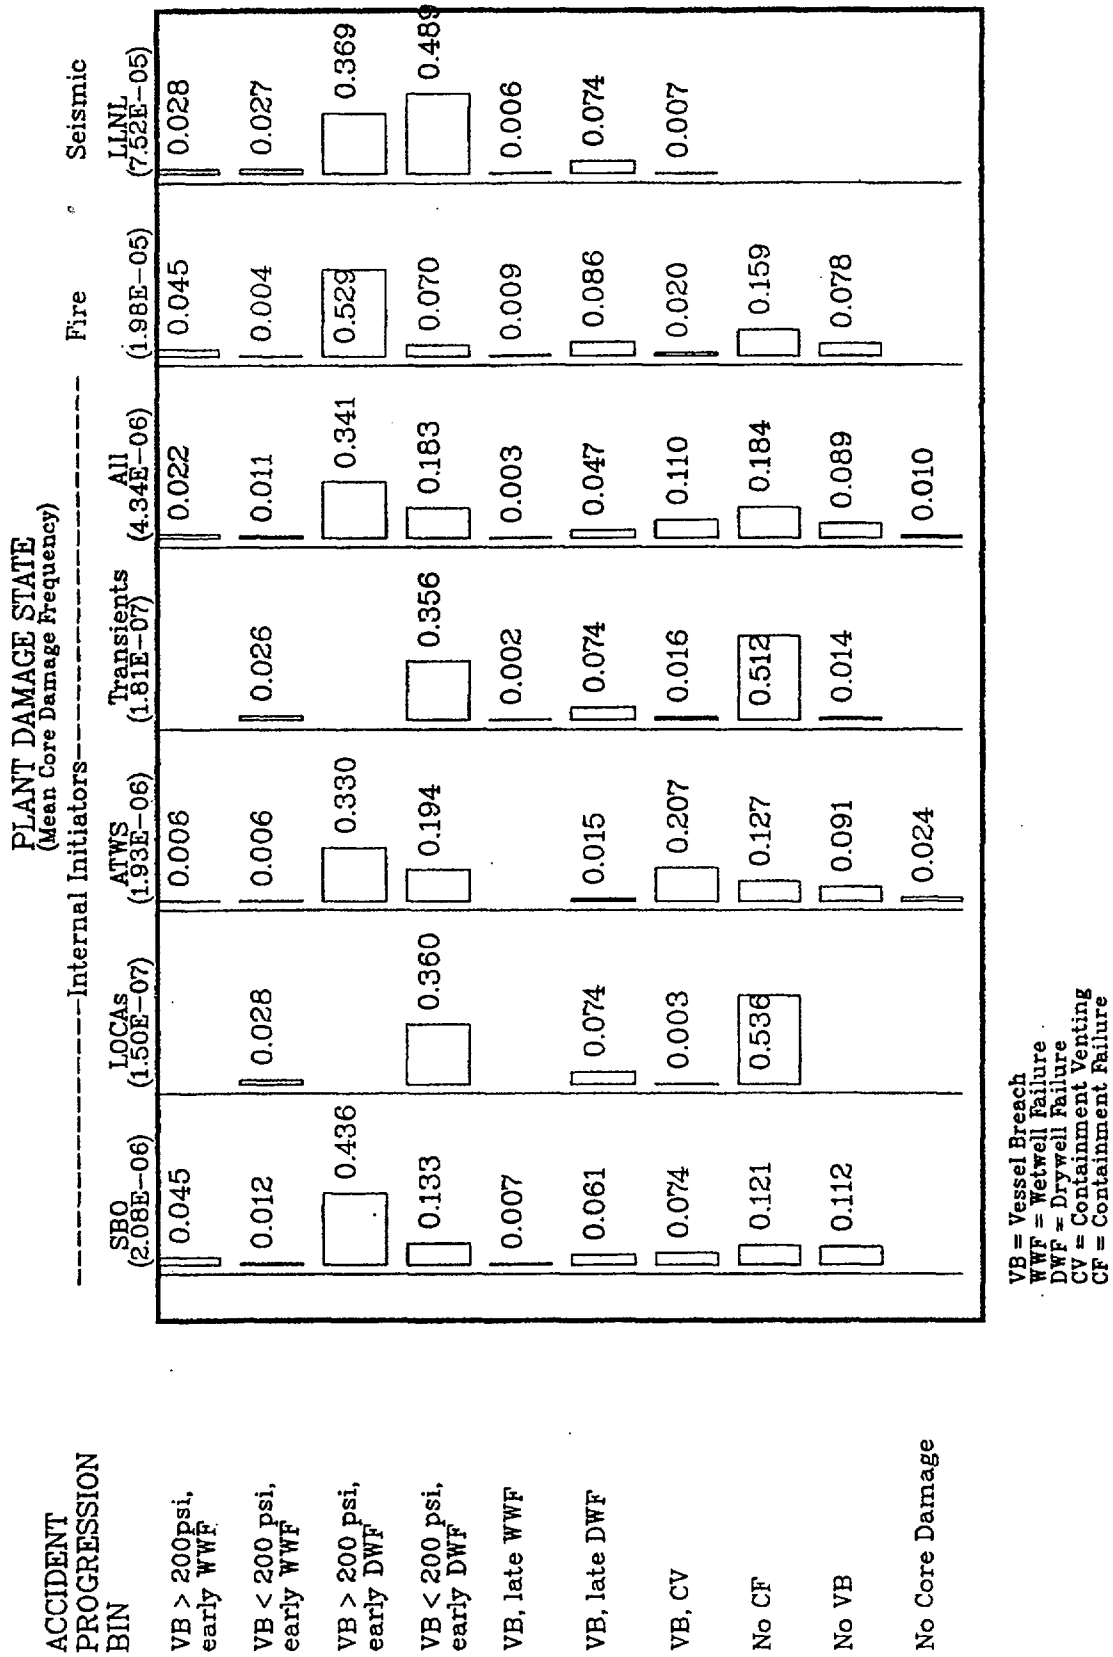 PLANT DAMAGE STATE
(Mean Core Damage Frequency)
ACCIDENT
PROGRESSION
BIN
---------------Internal Initiators--------------- Fire Seismic
SBO LOCAs ATWS Transients All LLNL
(2.08E-06) (1.50E-07) (1.93E-06) (1.81E-07) (4.34E-06) (1.98E-05) (7.52E-05)
VB > 200psi, 0.045 0.006 0.022 0.045 0.028
early WWF
VB < 200 psi, 0.012 0.028 0.006 0.026 0.011 0.004 0.027
early WWF
VB > 200 psi, 0.436 0.330 0.341 0.529 0.369
early DWF
VB < 200 psi, 0.133 0.360 0.194 0.356 0.183 0.070 0.489
early DWF
VB, late WWF 0.007 0.002 0.003 0.009 0.006
VB, late DWF 0.061 0.074 0.015 0.074 0.047 0.086 0.074
VB, CV 0.074 0.003 0.207 0.016 0.110 0.020 0.007
No CF 0.121 0.536 0.127 0.512 0.184 0.159
No VB 0.112 0.091 0.014 0.089 0.078
No Core Damage 0.024 0.010
VB = Vessel Breach
WWF = Wetwell Failure
DWF = Drywell Failure
CV = Containment Venting
CF = Containment Failure